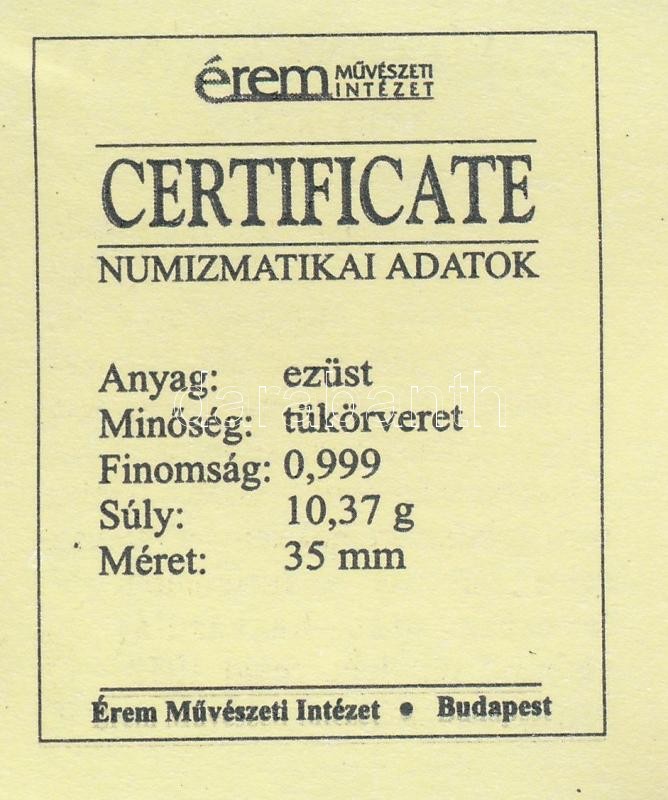 érem MŰVÉSZETI
INTÉZET
CERTIFICATE
NUMIZMATIKAI ADATOK
Anyag: ezüst
Minőség: tükörveret
Finomság: 0,999
Súly: 10,37 g
Méret: 35 mm
darabanth
Érem Művészeti Intézet • Budapest